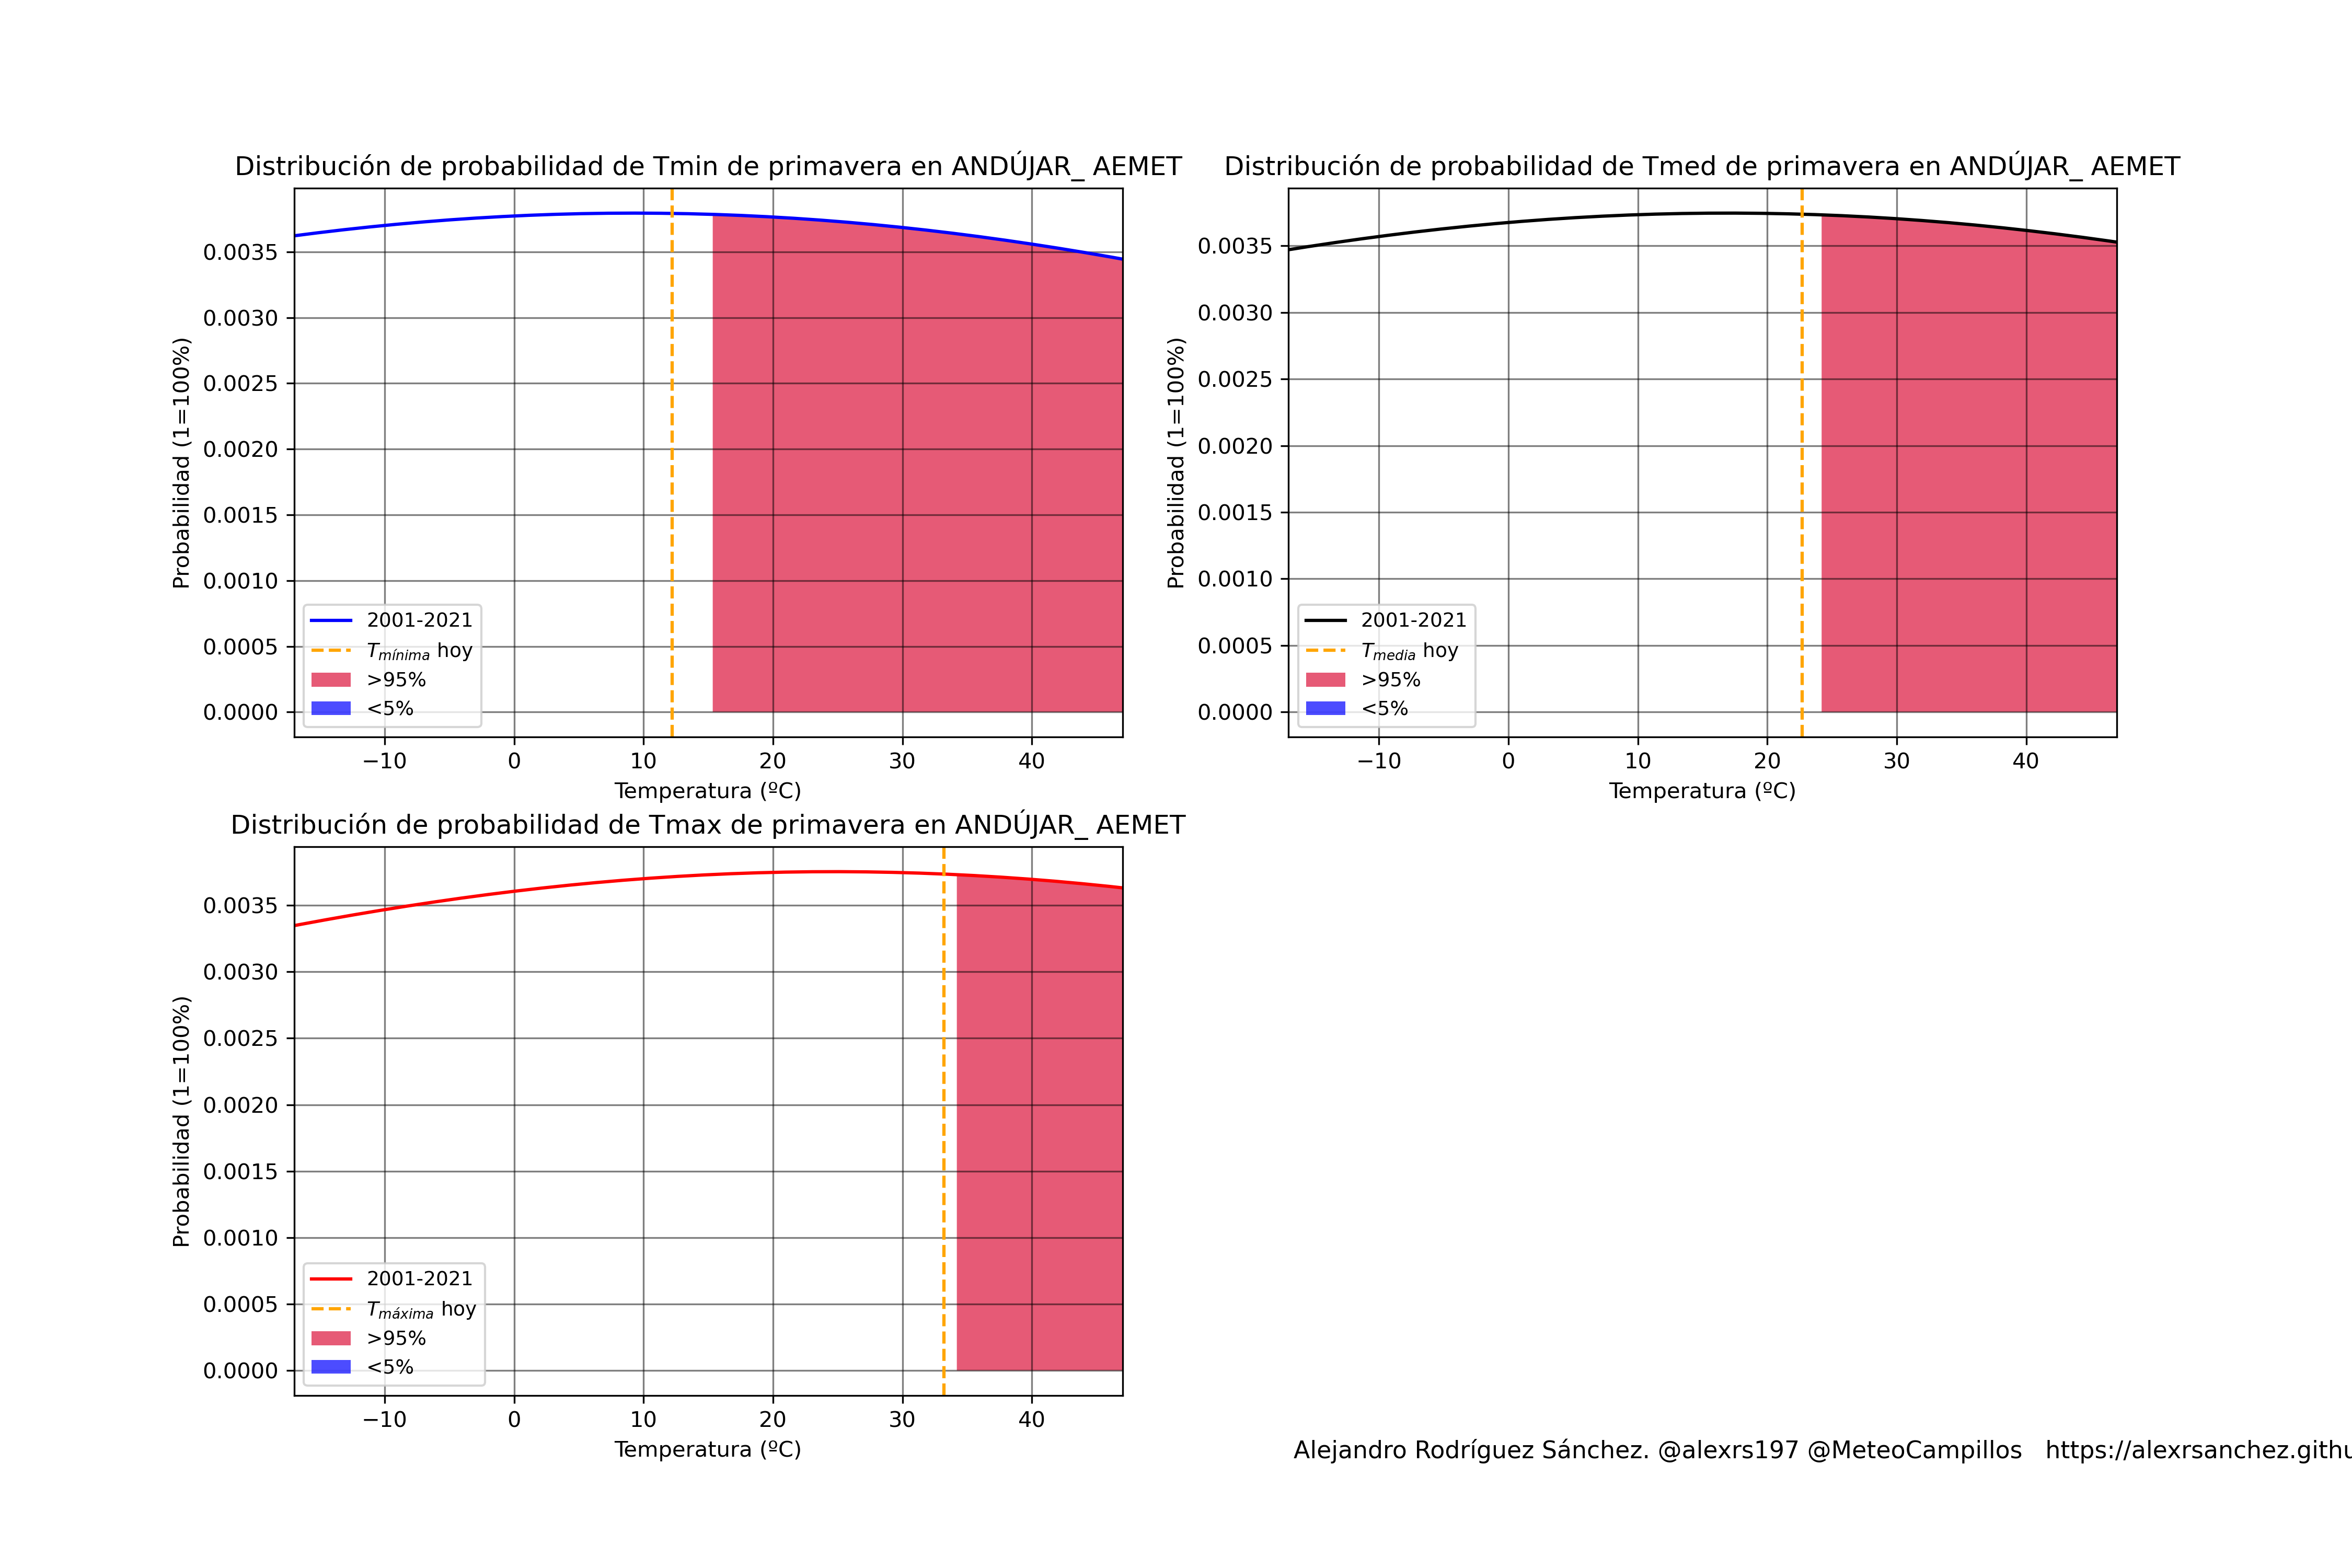 Distribución de probabilidad de Tmin de primavera en ANDÚJAR_ AEMET
Probabilidad (1=100%)
0.0035
0.0030
0.0025
0.0020
0.0015
0.0010
0.0005
0.0000
2001-2021
Tmínima hoy
>95%
<5%
−10 0 10 20 30 40
Temperatura (ºC)
Distribución de probabilidad de Tmed de primavera en ANDÚJAR_ AEMET
Probabilidad (1=100%)
0.0035
0.0030
0.0025
0.0020
0.0015
0.0010
0.0005
0.0000
2001-2021
Tmedia hoy
>95%
<5%
−10 0 10 20 30 40
Temperatura (ºC)
Distribución de probabilidad de Tmax de primavera en ANDÚJAR_ AEMET
Probabilidad (1=100%)
0.0035
0.0030
0.0025
0.0020
0.0015
0.0010
0.0005
0.0000
2001-2021
Tmáxima hoy
>95%
<5%
−10 0 10 20 30 40
Temperatura (ºC)
Alejandro Rodríguez Sánchez. @alexrs197 @MeteoCampillos https://alexrsanchez.githu